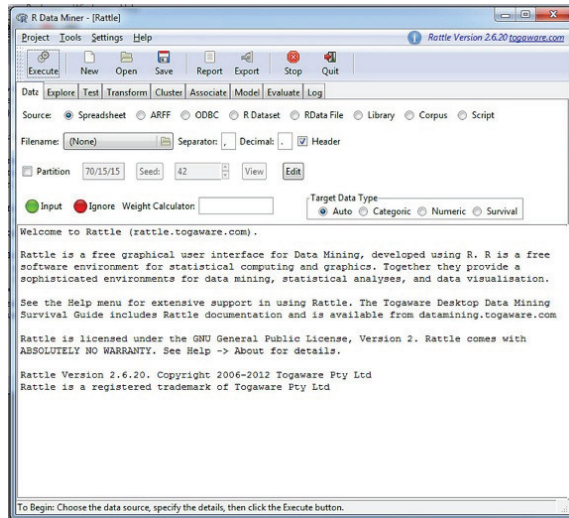 R Data Miner - [Rattle]
Project Tools Settings Help Rattle Version 2.6.20 togaware.com
Execute New Open Save Report Export Stop Quit
Data Explore Test Transform Cluster Associate Model Evaluate Log
Source: Spreadsheet ARFF ODBC R Dataset RData File Library Corpus Script
Filename: (None) Separator: , Decimal: . Header
Partition 70/15/15 Seed: 42 View Edit
Target Data Type
Input Ignore Weight Calculator: Auto Categoric Numeric Survival
Welcome to Rattle (rattle.togaware.com).
Rattle is a free graphical user interface for Data Mining, developed using R. R is a free
software environment for statistical computing and graphics. Together they provide a
sophisticated environments for data mining, statistical analyses, and data visualisation.
See the Help menu for extensive support in using Rattle. The Togaware Desktop Data Mining
Survival Guide includes Rattle documentation and is available from datamining.togaware.com
Rattle is licensed under the GNU General Public License, Version 2. Rattle comes with
ABSOLUTELY NO WARRANTY. See Help -> About for details.
Rattle Version 2.6.20. Copyright 2006-2012 Togaware Pty Ltd
Rattle is a registered trademark of Togaware Pty Ltd
To Begin: Choose the data source, specify the details, then click the Execute button.